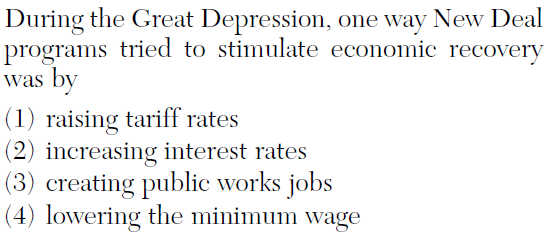 During the Great Depression, one way New Deal
programs tried to stimulate economic recovery
was by
(1) raising tariff rates
(2) increasing interest rates
(3) creating public works jobs
(4) lowering the minimum wage